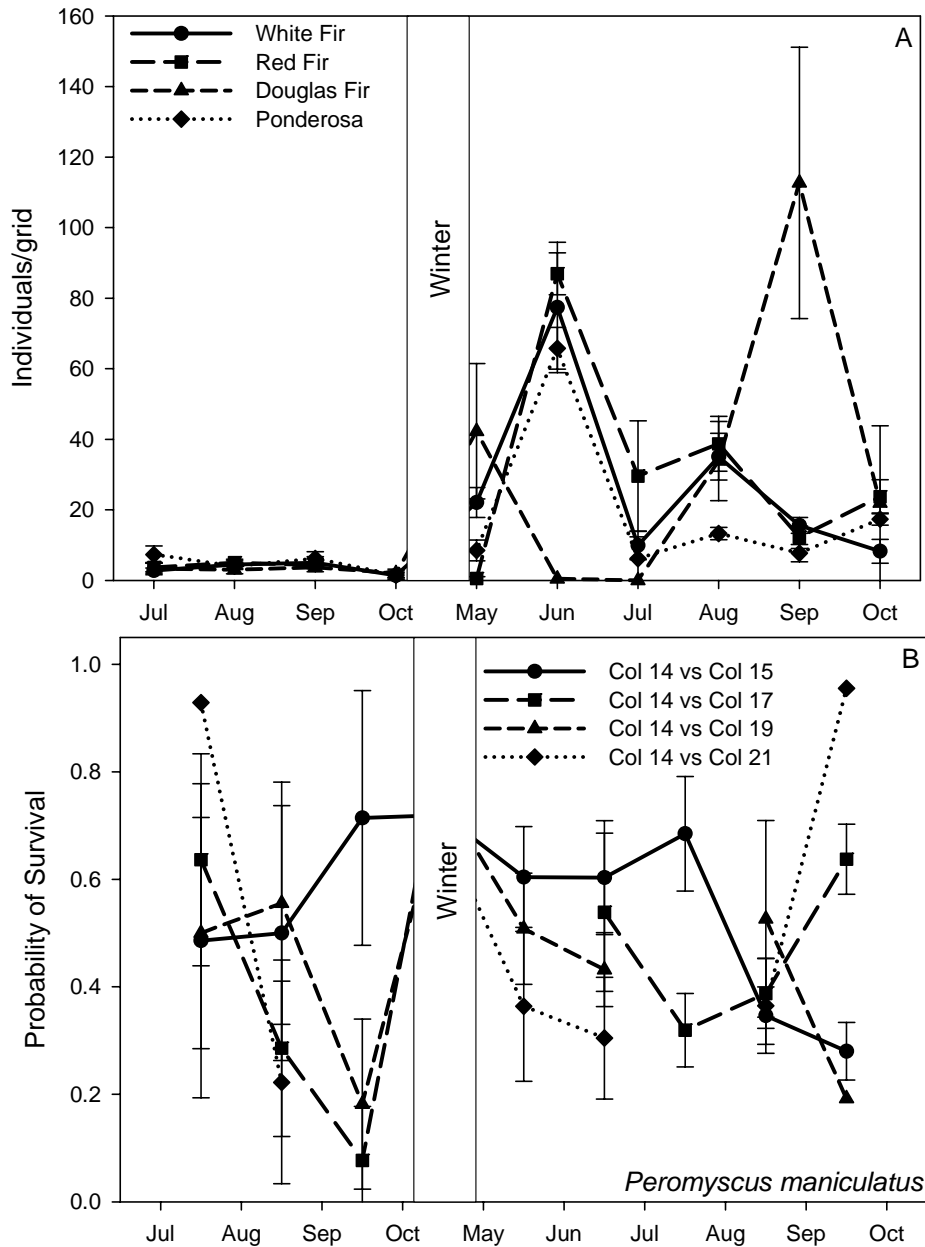 160
140
120
100
80
60
40
20
0
Individuals/grid
White Fir
Red Fir
Douglas Fir
Ponderosa
A
Winter
Jul Aug Sep Oct May Jun Jul Aug Sep Oct
1.0
0.8
0.6
0.4
0.2
0.0
Probability of Survival
B
Col 14 vs Col 15
Col 14 vs Col 17
Col 14 vs Col 19
Col 14 vs Col 21
Winter
Peromyscus maniculatus
Jul Aug Sep Oct May Jun Jul Aug Sep Oct